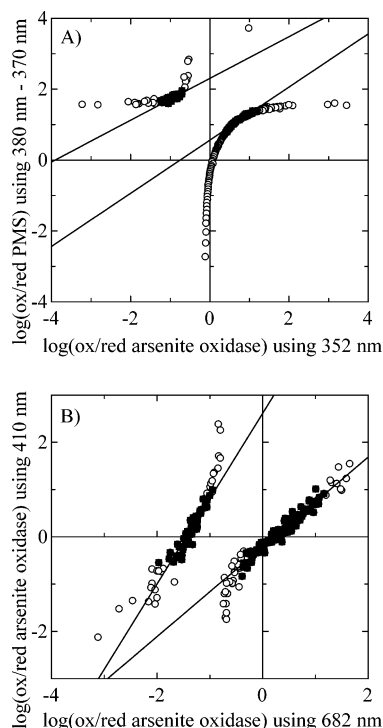 A)
log(ox/red PMS) using 380 nm - 370 nm
4
2
0
-2
-4
-4 -2 0 2 4
log(ox/red arsenite oxidase) using 352 nm
B)
log(ox/red arsenite oxidase) using 410 nm
2
0
-2
-4 -2 0 2
log(ox/red arsenite oxidase) using 682 nm